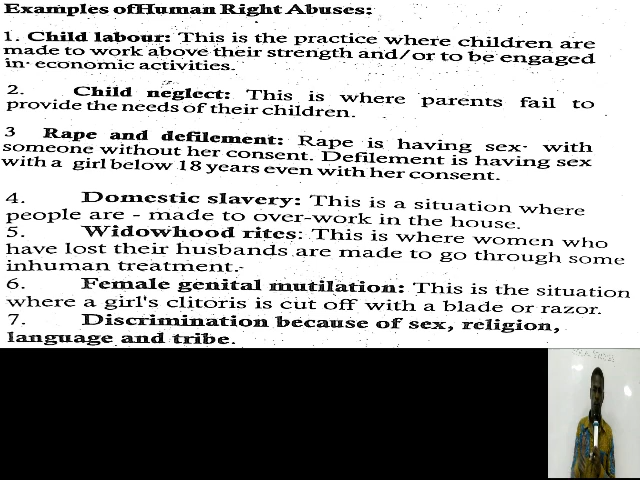 Examples ofHuman Right Abuses:
1. Child labour: This is the practice where children are
made to work above their strength and/or to be engaged
in· economic activities.
2. Child neglect: This is where parents fail to
provide the needs of their children.
3 Rape and defilement: Rape is having sex· with
someone without her consent. Defilement is having sex
with a girl below 18 years even with her consent.
4. Domestic slavery: This is a situation where
people are - made to over-work in the house.
5. Widowhood rites: This is where women who
have lost their husbands are made to go through some
inhuman treatment.-
6. Female genital mutilation: This is the situation
where a girl's clitoris is cut off with a blade or razor.
7. Discrimination because of sex, religion,
language and tribe.